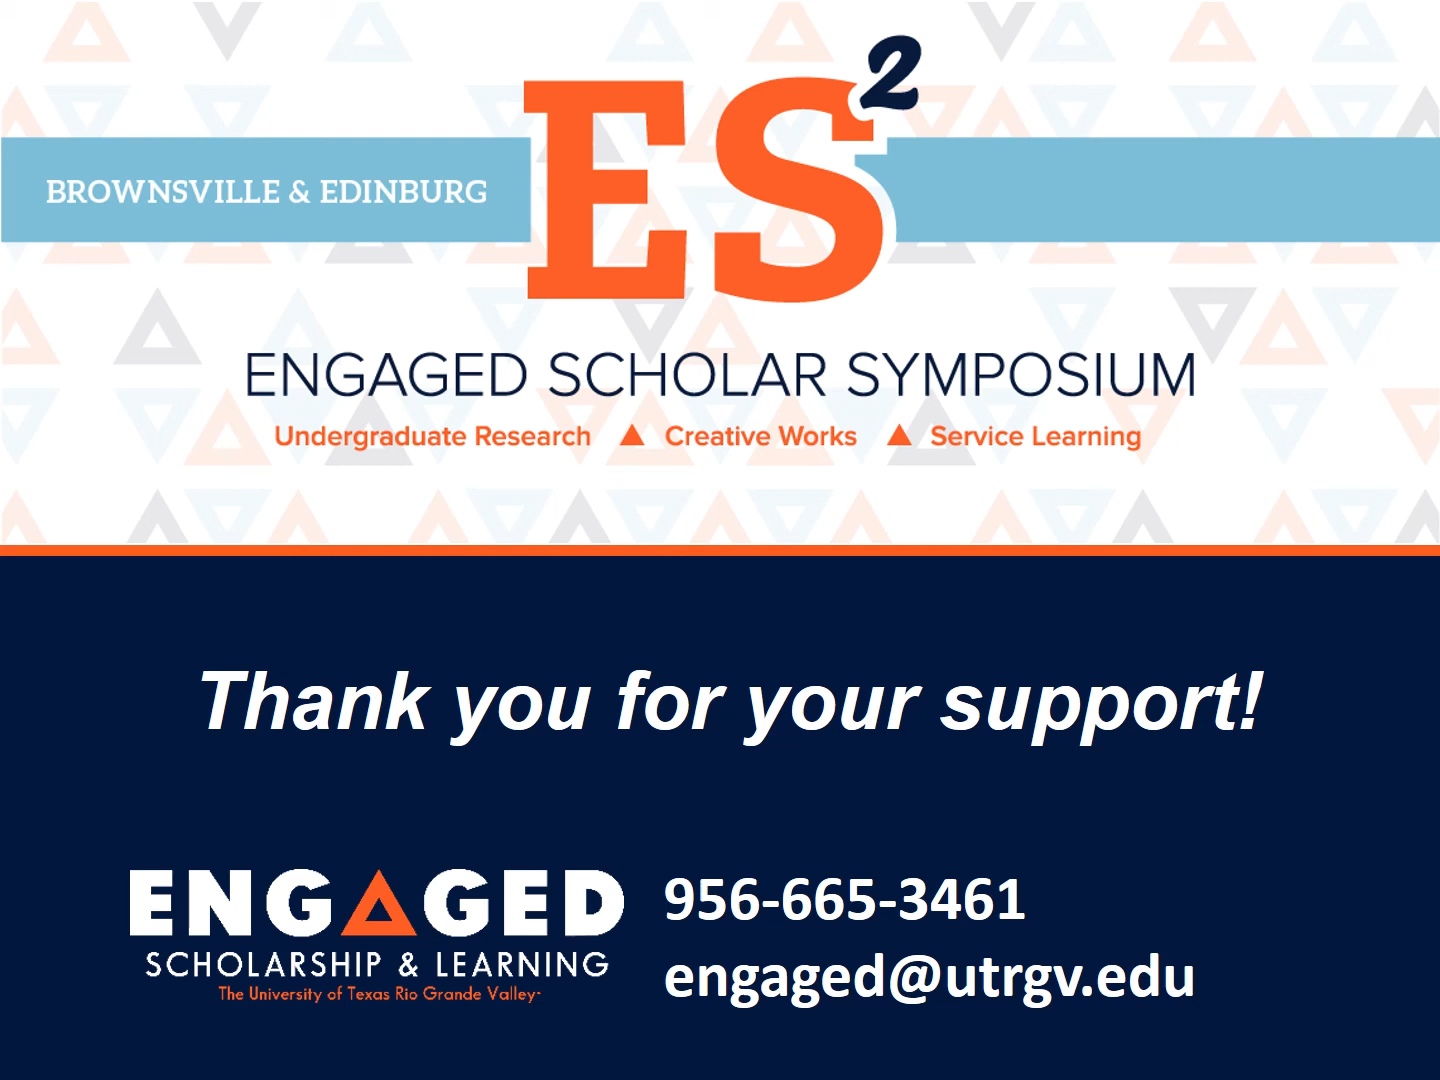 ES2
BROWNSVILLE & EDINBURG
ENGAGED SCHOLAR SYMPOSIUM
Undergraduate Research ▲ Creative Works ▲ Service Learning
Thank you for your support!
ENGAGED
SCHOLARSHIP & LEARNING
The University of Texas Rio Grande Valley
956-665-3461
engaged@utrgv.edu